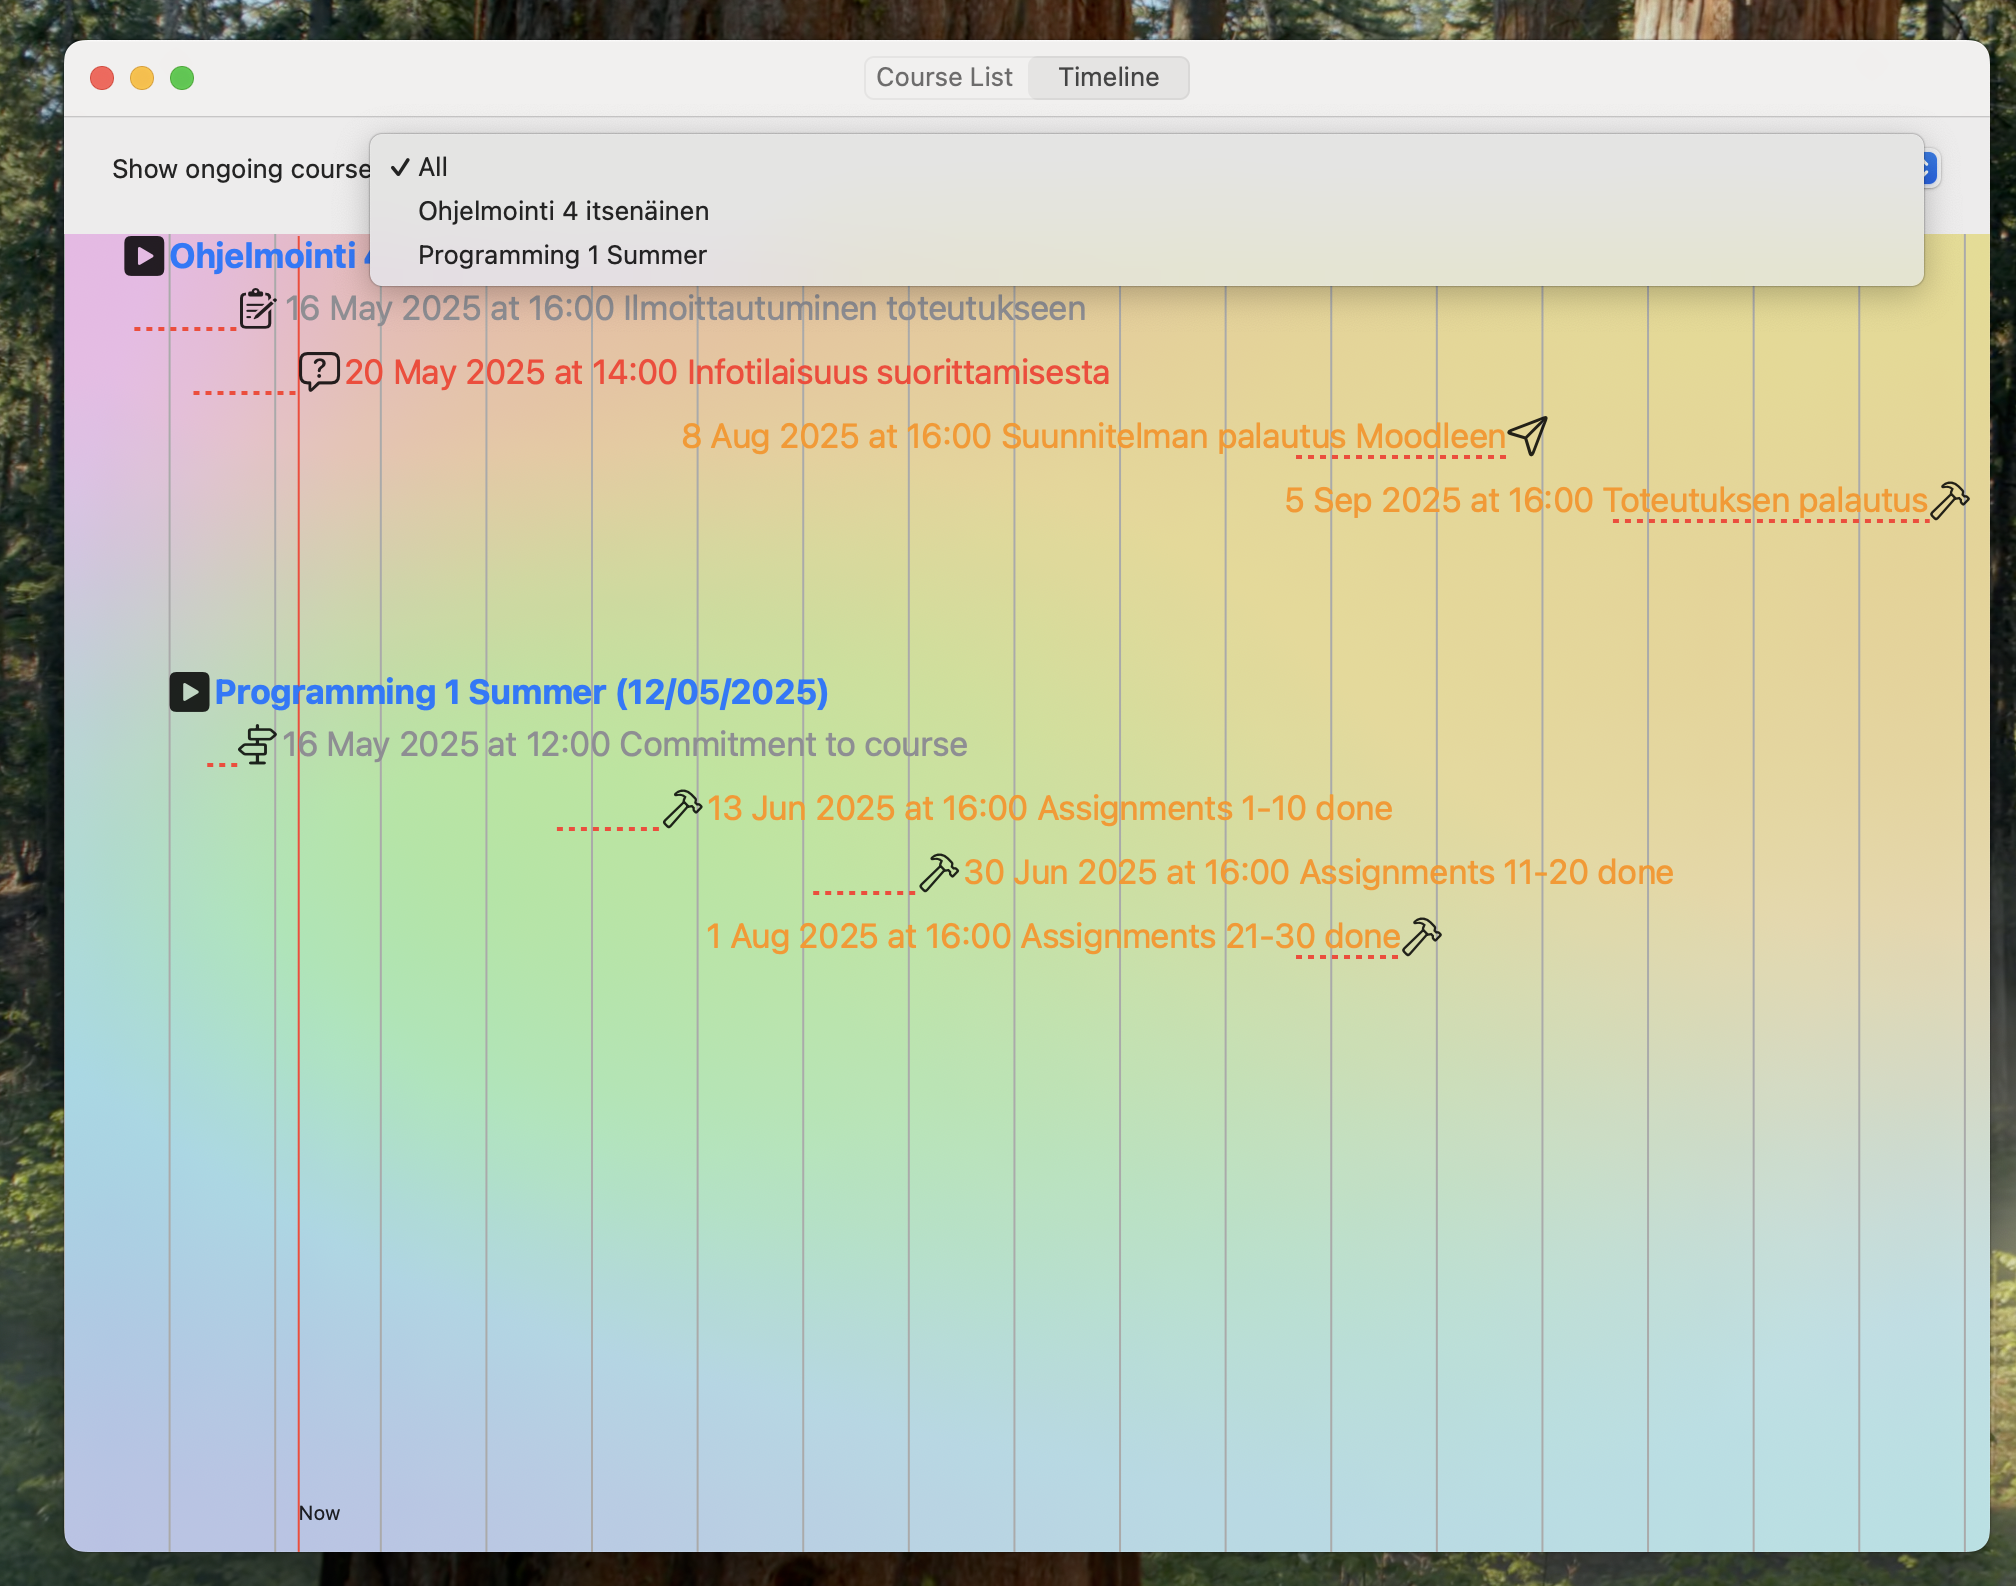 Course List
Timeline
Show ongoing course
✓ All
Ohjelmointi 4 itsenäinen
Programming 1 Summer
Ohjelmointi
16 May 2025 at 16:00 Ilmoittautuminen toteutukseen
20 May 2025 at 14:00 Infotilaisuus suorittamisesta
8 Aug 2025 at 16:00 Suunnitelman palautus Moodleen
5 Sep 2025 at 16:00 Toteutuksen palautus
Programming 1 Summer (12/05/2025)
16 May 2025 at 12:00 Commitment to course
13 Jun 2025 at 16:00 Assignments 1-10 done
30 Jun 2025 at 16:00 Assignments 11-20 done
1 Aug 2025 at 16:00 Assignments 21-30 done
Now